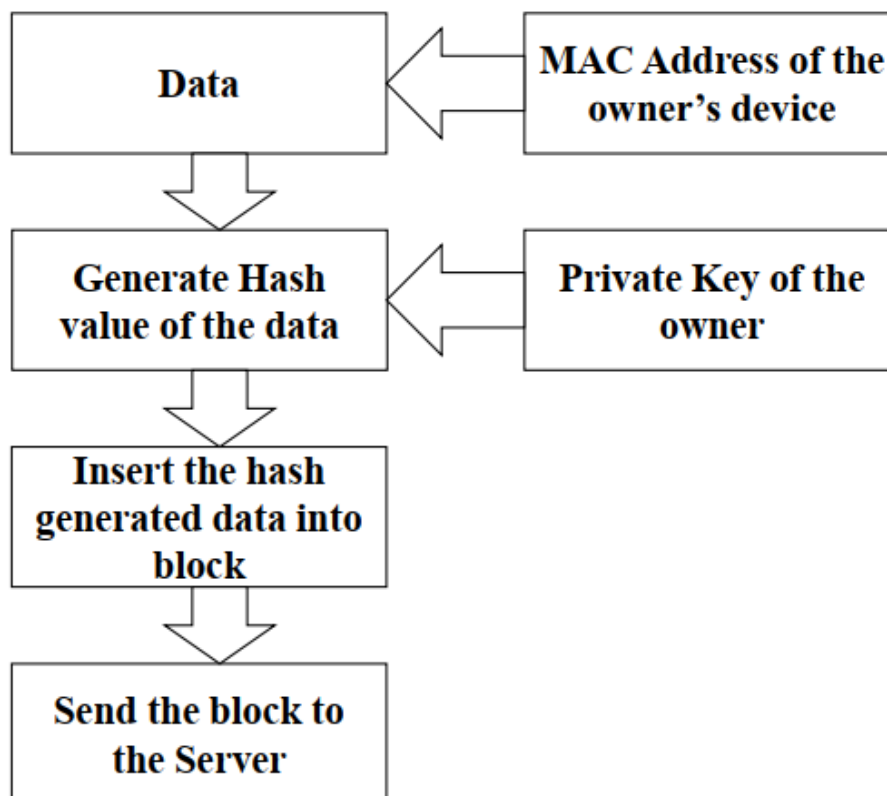 Data
MAC Address of the
owner's device
Generate Hash
value of the data
Private Key of the
owner
Insert the hash
generated data into
block
Send the block to
the Server